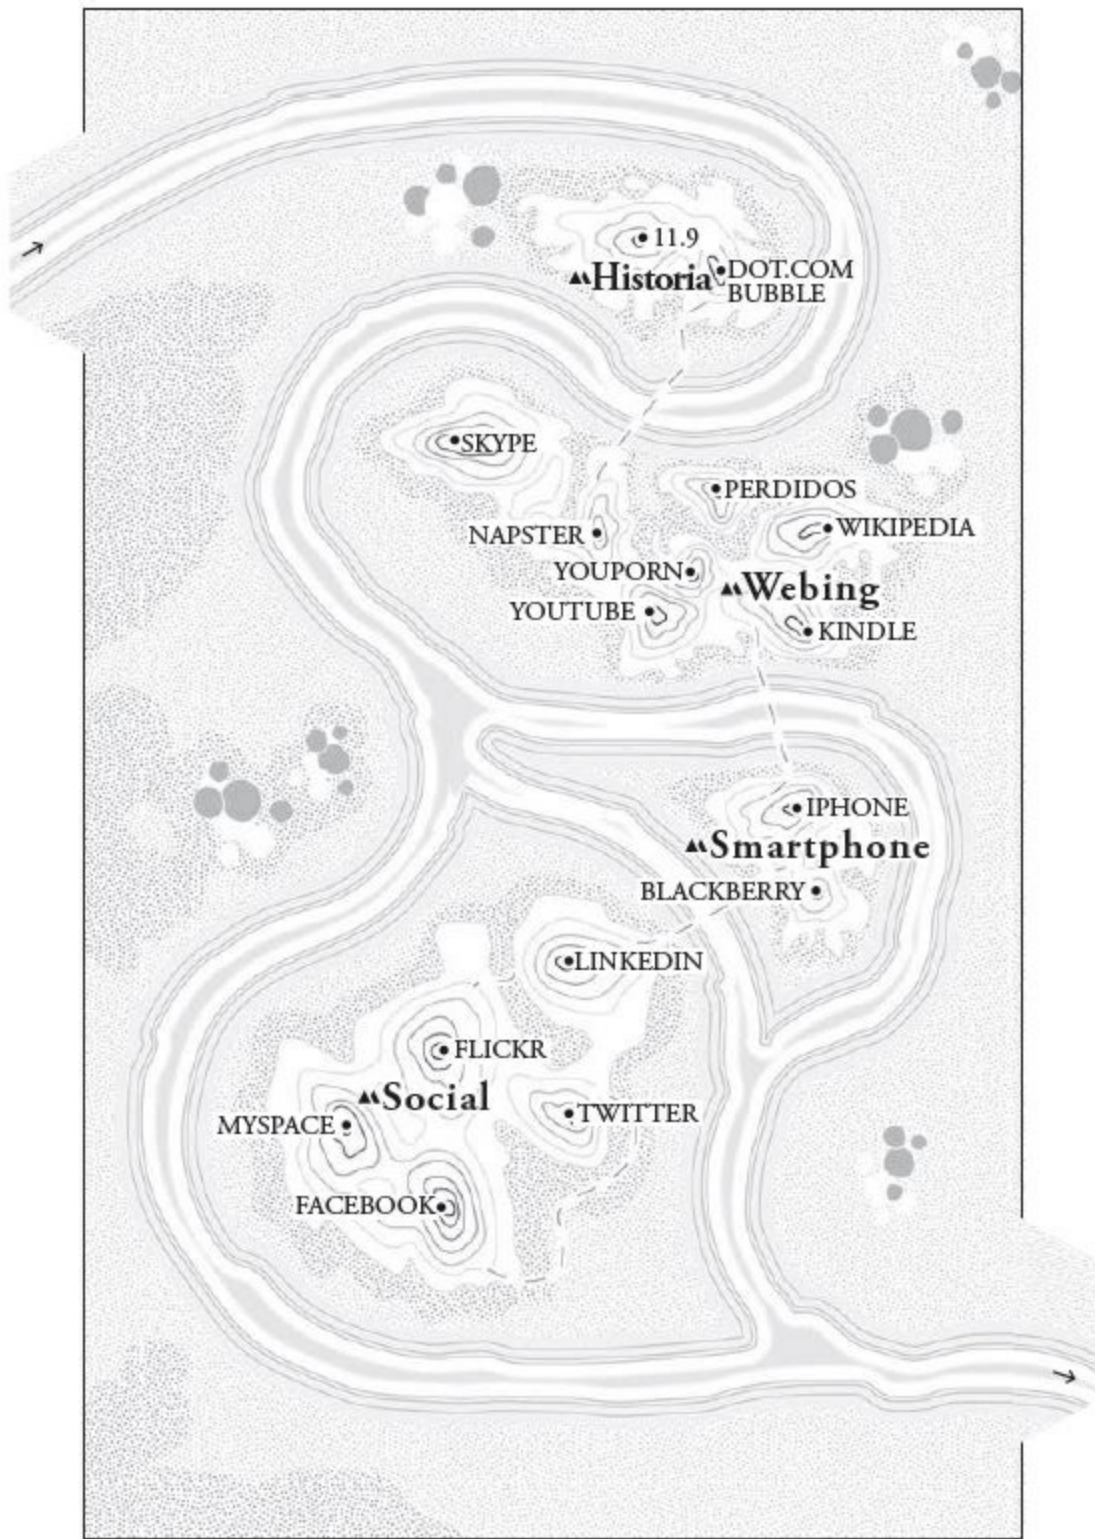 11.9
Historia
DOT.COM
BUBBLE
SKYPE
PERDIDOS
NAPSTER
WIKIPEDIA
YOUPORN
Webing
YOUTUBE
KINDLE
IPHONE
Smartphone
BLACKBERRY
LINKEDIN
FLICKR
Social
TWITTER
MYSPACE
FACEBOOK